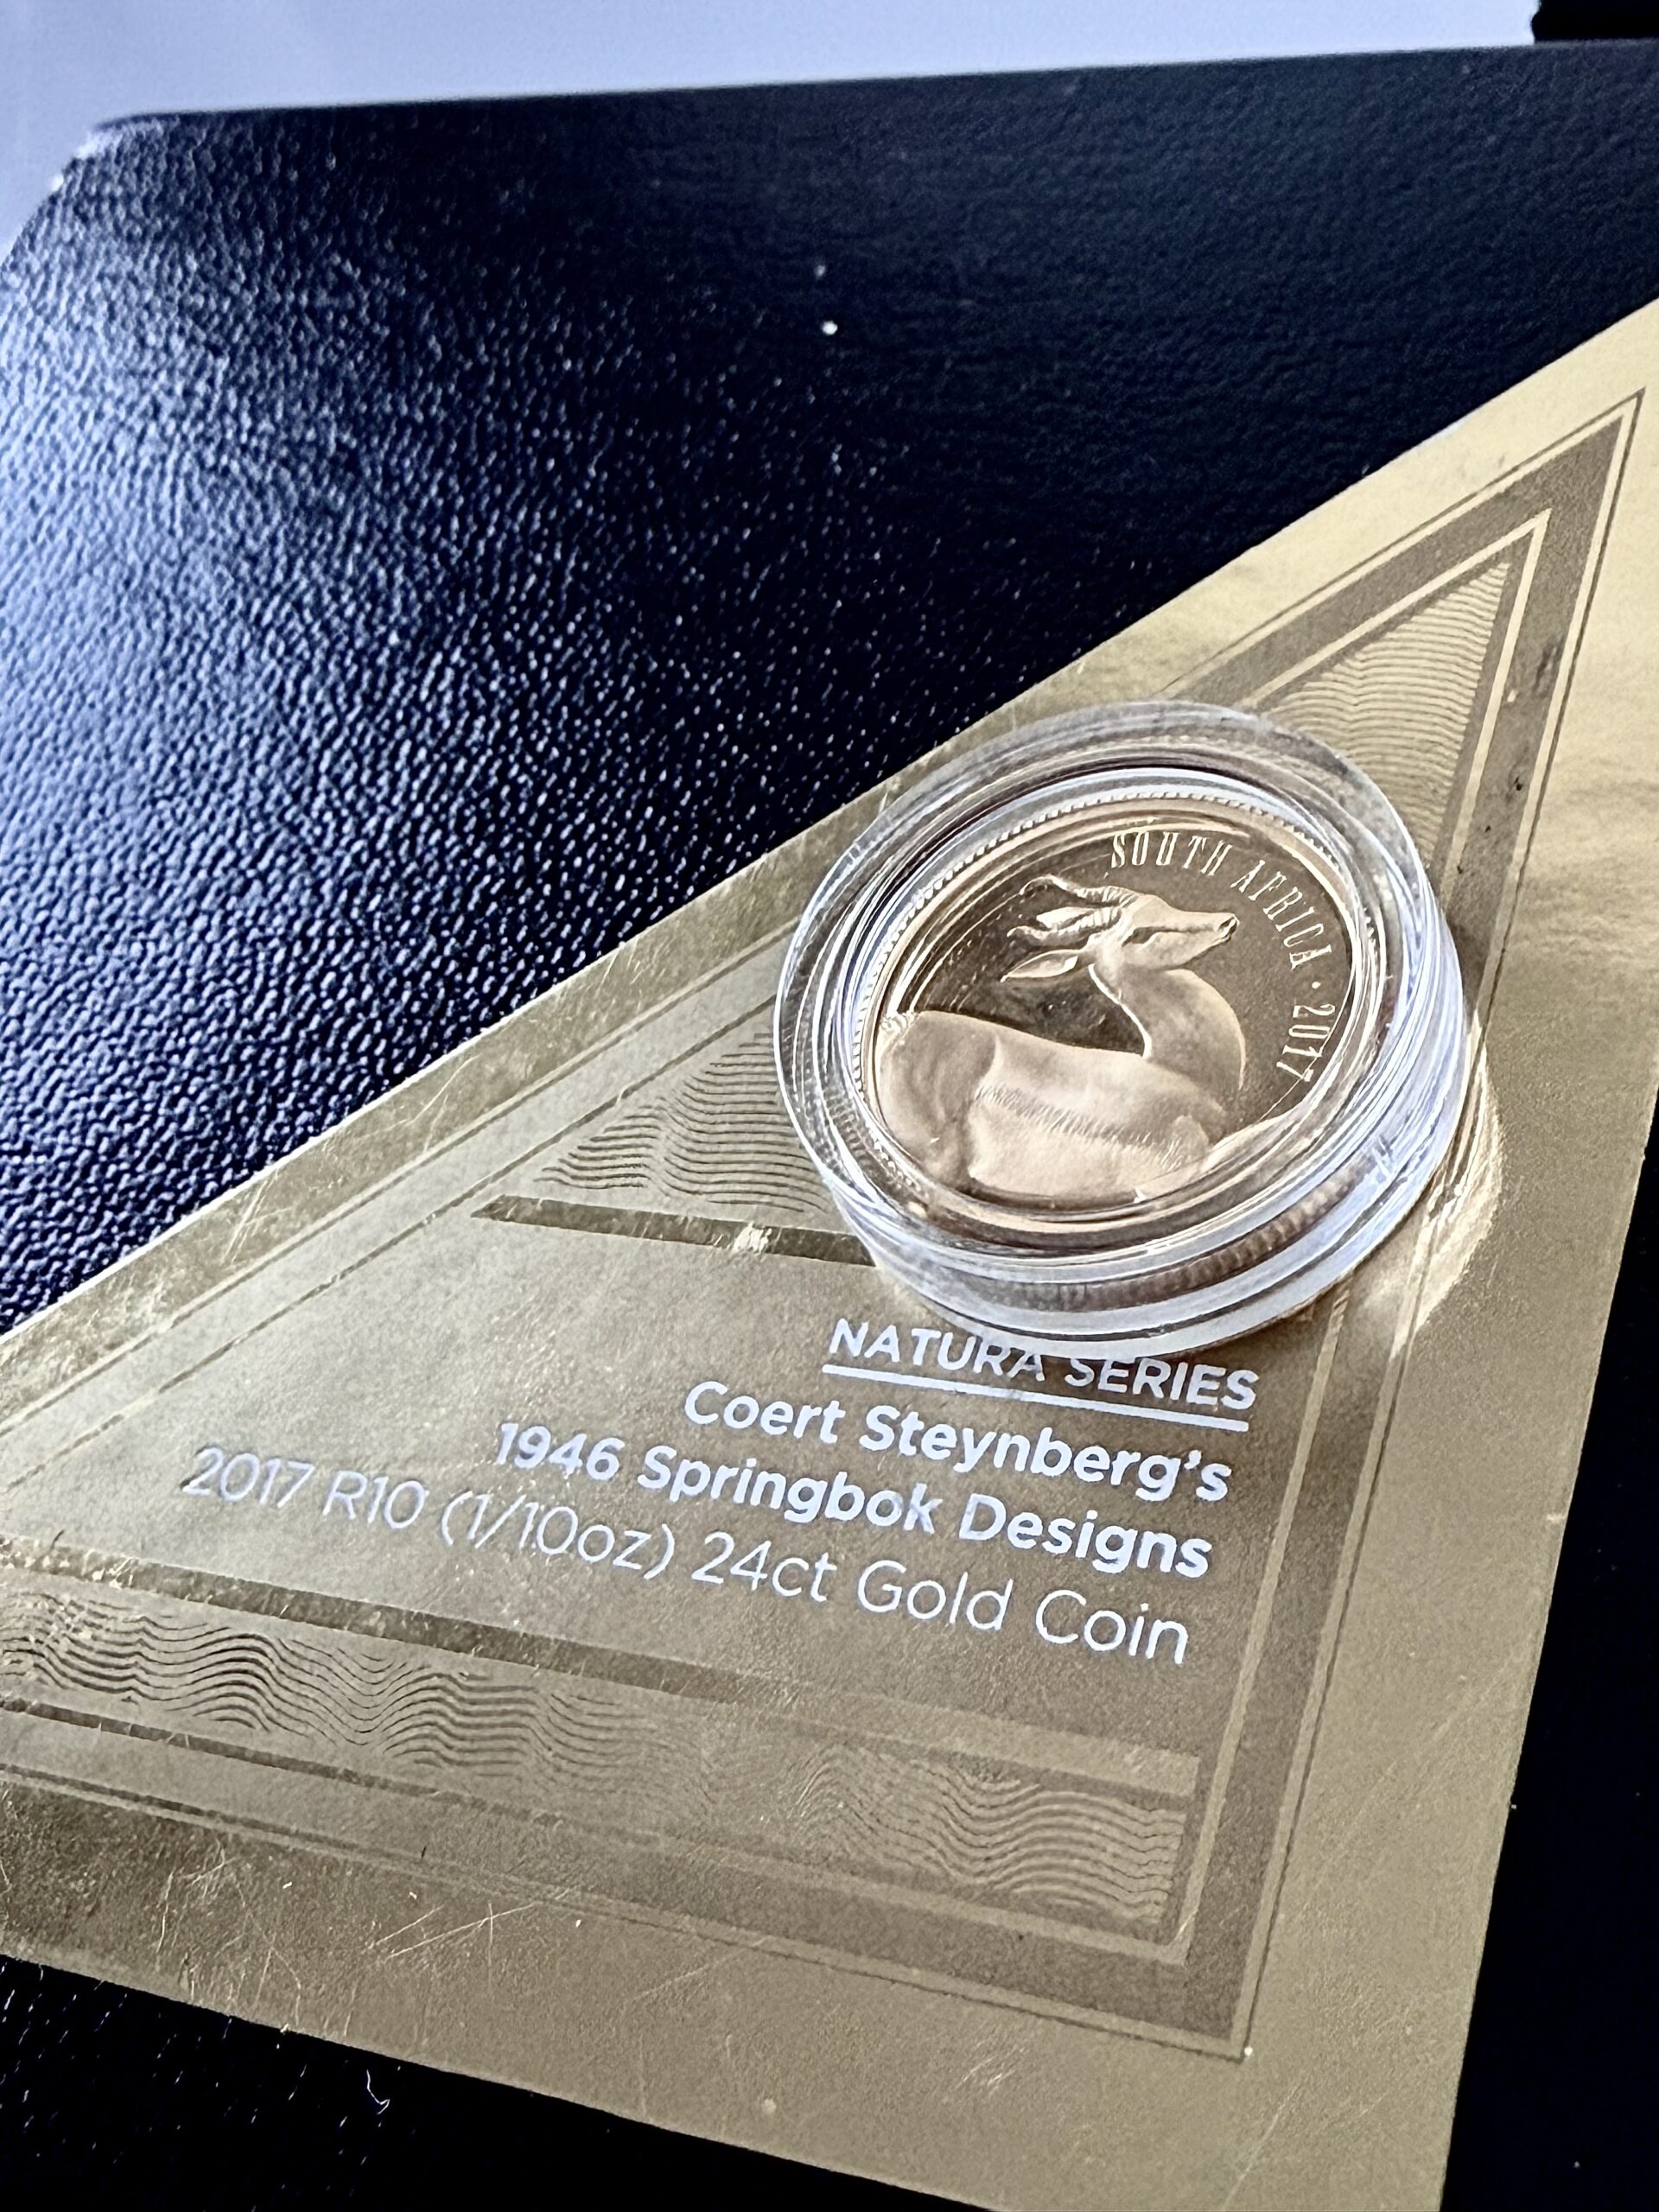 SOUTH AFRICA · 2017
NATURA SERIES
Coert Steynberg's
1946 Springbok Designs
2017 R10 (1/10oz) 24ct Gold Coin